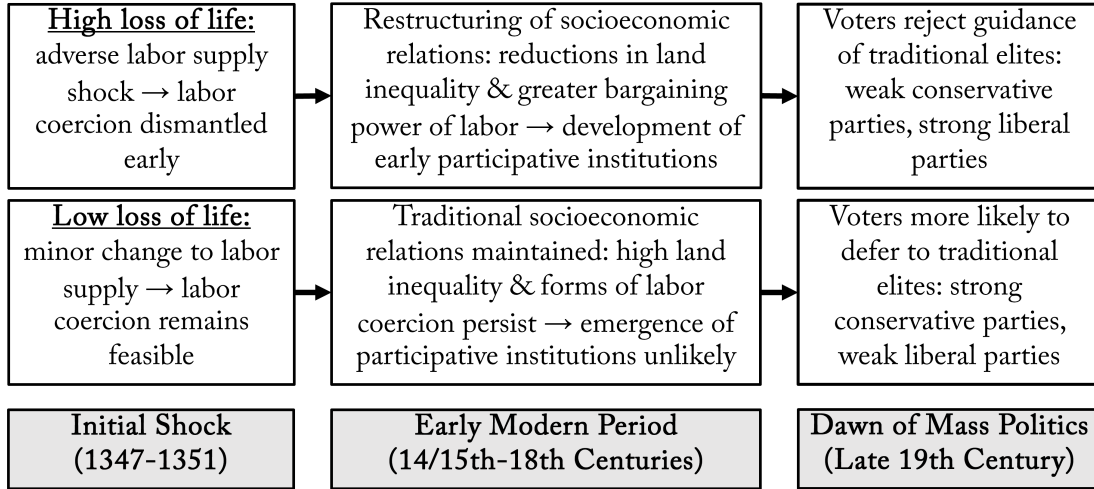 High loss of life:
adverse labor supply
shock → labor
coercion dismantled
early
Restructuring of socioeconomic
relations: reductions in land
inequality & greater bargaining
power of labor → development of
early participative institutions
Voters reject guidance
of traditional elites:
weak conservative
parties, strong liberal
parties
Low loss of life:
minor change to labor
supply → labor
coercion remains
feasible
Traditional socioeconomic
relations maintained: high land
inequality & forms of labor
coercion persist → emergence of
participative institutions unlikely
Voters more likely to
defer to traditional
elites: strong
conservative parties,
weak liberal parties
Initial Shock
(1347-1351)
Early Modern Period
(14/15th-18th Centuries)
Dawn of Mass Politics
(Late 19th Century)